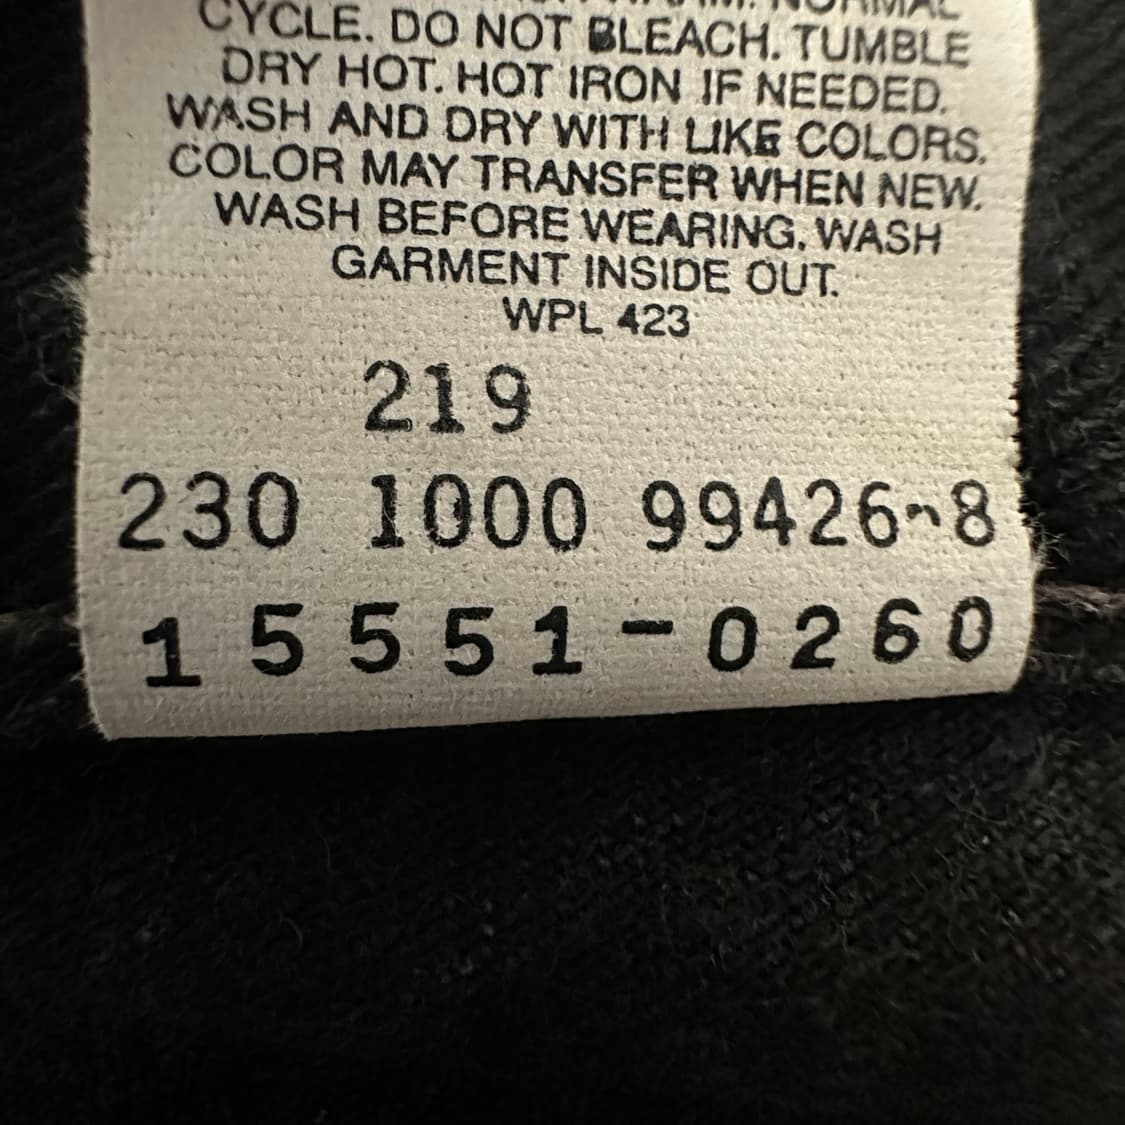 NORMAL
CYCLE. DO NOT BLEACH. TUMBLE
DRY HOT. HOT IRON IF NEEDED.
WASH AND DRY WITH LIKE COLORS.
COLOR MAY TRANSFER WHEN NEW.
WASH BEFORE WEARING. WASH
GARMENT INSIDE OUT.
WPL 423
219
230 1000 99426-8
15551-0260